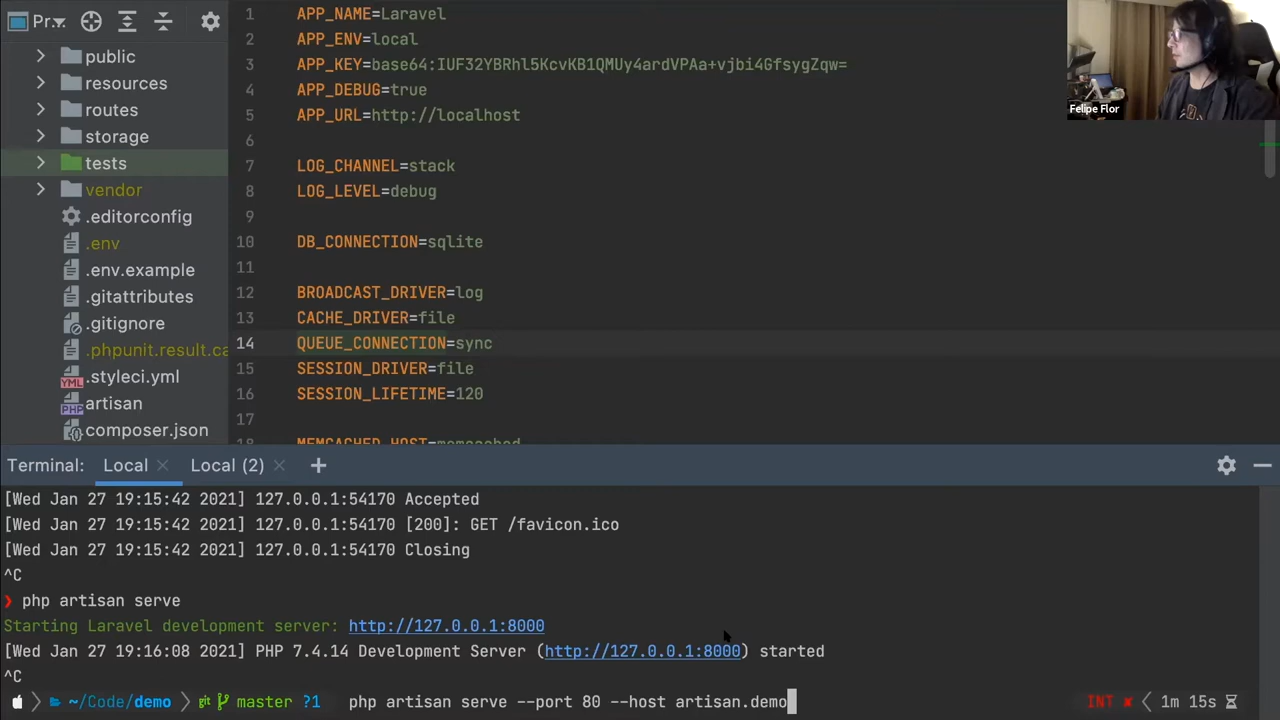 Pr...
public
resources
routes
storage
tests
vendor
.editorconfig
.env
.env.example
.gitattributes
.gitignore
.phpunit.result.ca
.styleci.yml
artisan
composer.json
1 APP_NAME=Laravel
2 APP_ENV=local
3 APP_KEY=base64:IUF32YBRhl5KcvKB1QMUy4ardVPAa+vjbi4GfsygZqw=
4 APP_DEBUG=true
5 APP_URL=http://localhost
6
7 LOG_CHANNEL=stack
8 LOG_LEVEL=debug
9
10 DB_CONNECTION=sqlite
11
12 BROADCAST_DRIVER=log
13 CACHE_DRIVER=file
14 QUEUE_CONNECTION=sync
15 SESSION_DRIVER=file
16 SESSION_LIFETIME=120
17
18 MEMCACHED_HOST=memcached
Felipe Flor
Terminal: Local Local (2)
[Wed Jan 27 19:15:42 2021] 127.0.0.1:54170 Accepted
[Wed Jan 27 19:15:42 2021] 127.0.0.1:54170 [200]: GET /favicon.ico
[Wed Jan 27 19:15:42 2021] 127.0.0.1:54170 Closing
^C
❯ php artisan serve
Starting Laravel development server: http://127.0.0.1:8000
[Wed Jan 27 19:16:08 2021] PHP 7.4.14 Development Server (http://127.0.0.1:8000) started
^C
~/Code/demo git master ?1 php artisan serve --port 80 --host artisan.demo INT ✘ 1m 15s